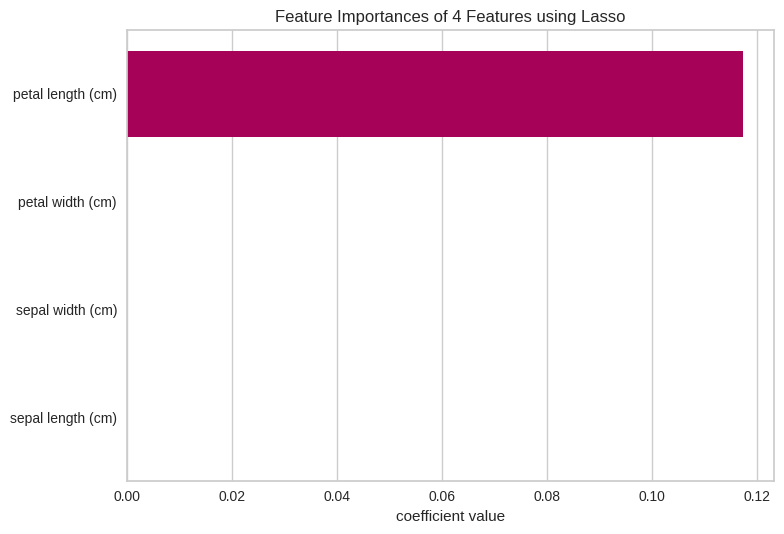 Feature Importances of 4 Features using Lasso
petal length (cm)
petal width (cm)
sepal width (cm)
sepal length (cm)
0.00 0.02 0.04 0.06 0.08 0.10 0.12
coefficient value